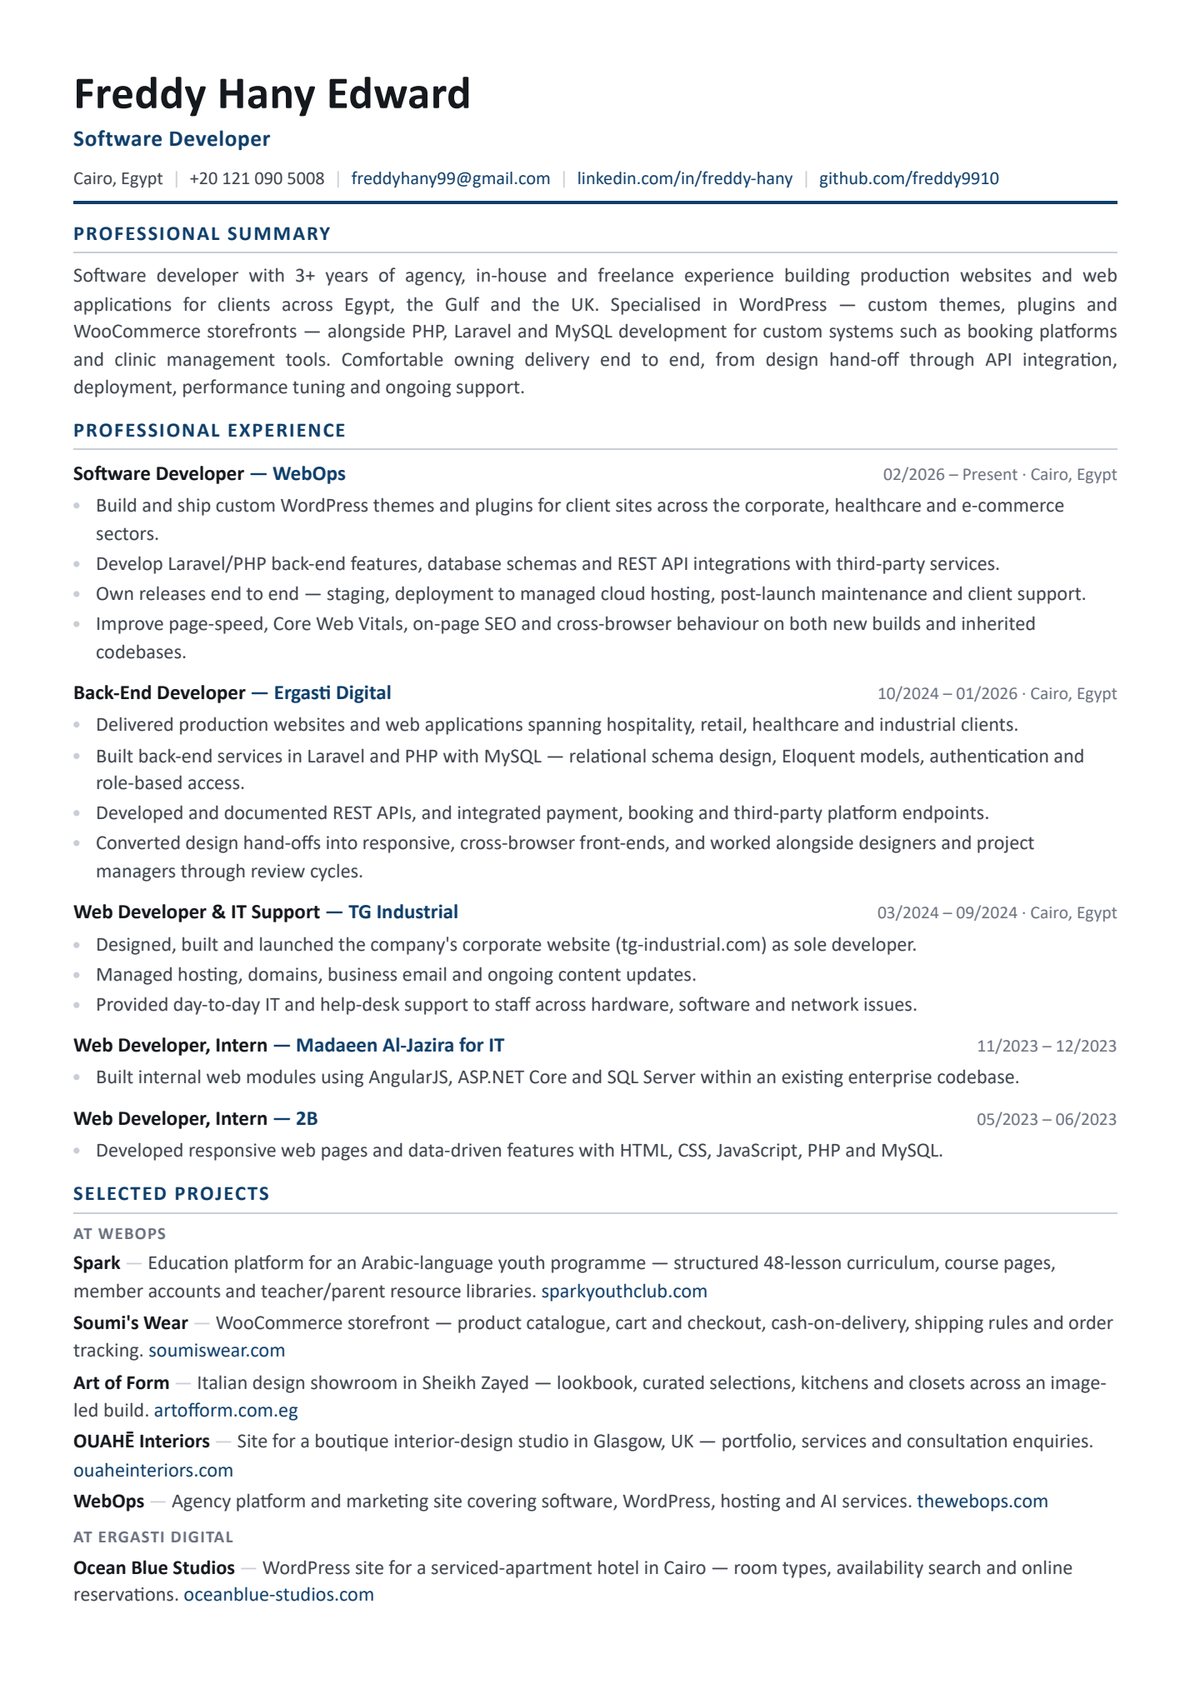 Freddy Hany Edward
Software Developer
Cairo, Egypt | +20 121 090 5008 | freddyhany99@gmail.com | linkedin.com/in/freddy-hany | github.com/freddy9910
PROFESSIONAL SUMMARY
Software developer with 3+ years of agency, in-house and freelance experience building production websites and web
applications for clients across Egypt, the Gulf and the UK. Specialised in WordPress — custom themes, plugins and
WooCommerce storefronts — alongside PHP, Laravel and MySQL development for custom systems such as booking platforms
and clinic management tools. Comfortable owning delivery end to end, from design hand-off through API integration,
deployment, performance tuning and ongoing support.
PROFESSIONAL EXPERIENCE
Software Developer — WebOps 02/2026 – Present · Cairo, Egypt
• Build and ship custom WordPress themes and plugins for client sites across the corporate, healthcare and e-commerce
sectors.
• Develop Laravel/PHP back-end features, database schemas and REST API integrations with third-party services.
• Own releases end to end — staging, deployment to managed cloud hosting, post-launch maintenance and client support.
• Improve page-speed, Core Web Vitals, on-page SEO and cross-browser behaviour on both new builds and inherited
codebases.
Back-End Developer — Ergasti Digital 10/2024 – 01/2026 · Cairo, Egypt
• Delivered production websites and web applications spanning hospitality, retail, healthcare and industrial clients.
• Built back-end services in Laravel and PHP with MySQL — relational schema design, Eloquent models, authentication and
role-based access.
• Developed and documented REST APIs, and integrated payment, booking and third-party platform endpoints.
• Converted design hand-offs into responsive, cross-browser front-ends, and worked alongside designers and project
managers through review cycles.
Web Developer & IT Support — TG Industrial 03/2024 – 09/2024 · Cairo, Egypt
• Designed, built and launched the company's corporate website (tg-industrial.com) as sole developer.
• Managed hosting, domains, business email and ongoing content updates.
• Provided day-to-day IT and help-desk support to staff across hardware, software and network issues.
Web Developer, Intern — Madaeen Al-Jazira for IT 11/2023 – 12/2023
• Built internal web modules using AngularJS, ASP.NET Core and SQL Server within an existing enterprise codebase.
Web Developer, Intern — 2B 05/2023 – 06/2023
• Developed responsive web pages and data-driven features with HTML, CSS, JavaScript, PHP and MySQL.
SELECTED PROJECTS
AT WEBOPS
Spark — Education platform for an Arabic-language youth programme — structured 48-lesson curriculum, course pages,
member accounts and teacher/parent resource libraries. sparkyouthclub.com
Soumi's Wear — WooCommerce storefront — product catalogue, cart and checkout, cash-on-delivery, shipping rules and order
tracking. soumiswear.com
Art of Form — Italian design showroom in Sheikh Zayed — lookbook, curated selections, kitchens and closets across an image-
led build. artofform.com.eg
OUAHĒ Interiors — Site for a boutique interior-design studio in Glasgow, UK — portfolio, services and consultation enquiries.
ouaheinteriors.com
WebOps — Agency platform and marketing site covering software, WordPress, hosting and AI services. thewebops.com
AT ERGASTI DIGITAL
Ocean Blue Studios — WordPress site for a serviced-apartment hotel in Cairo — room types, availability search and online
reservations. oceanblue-studios.com